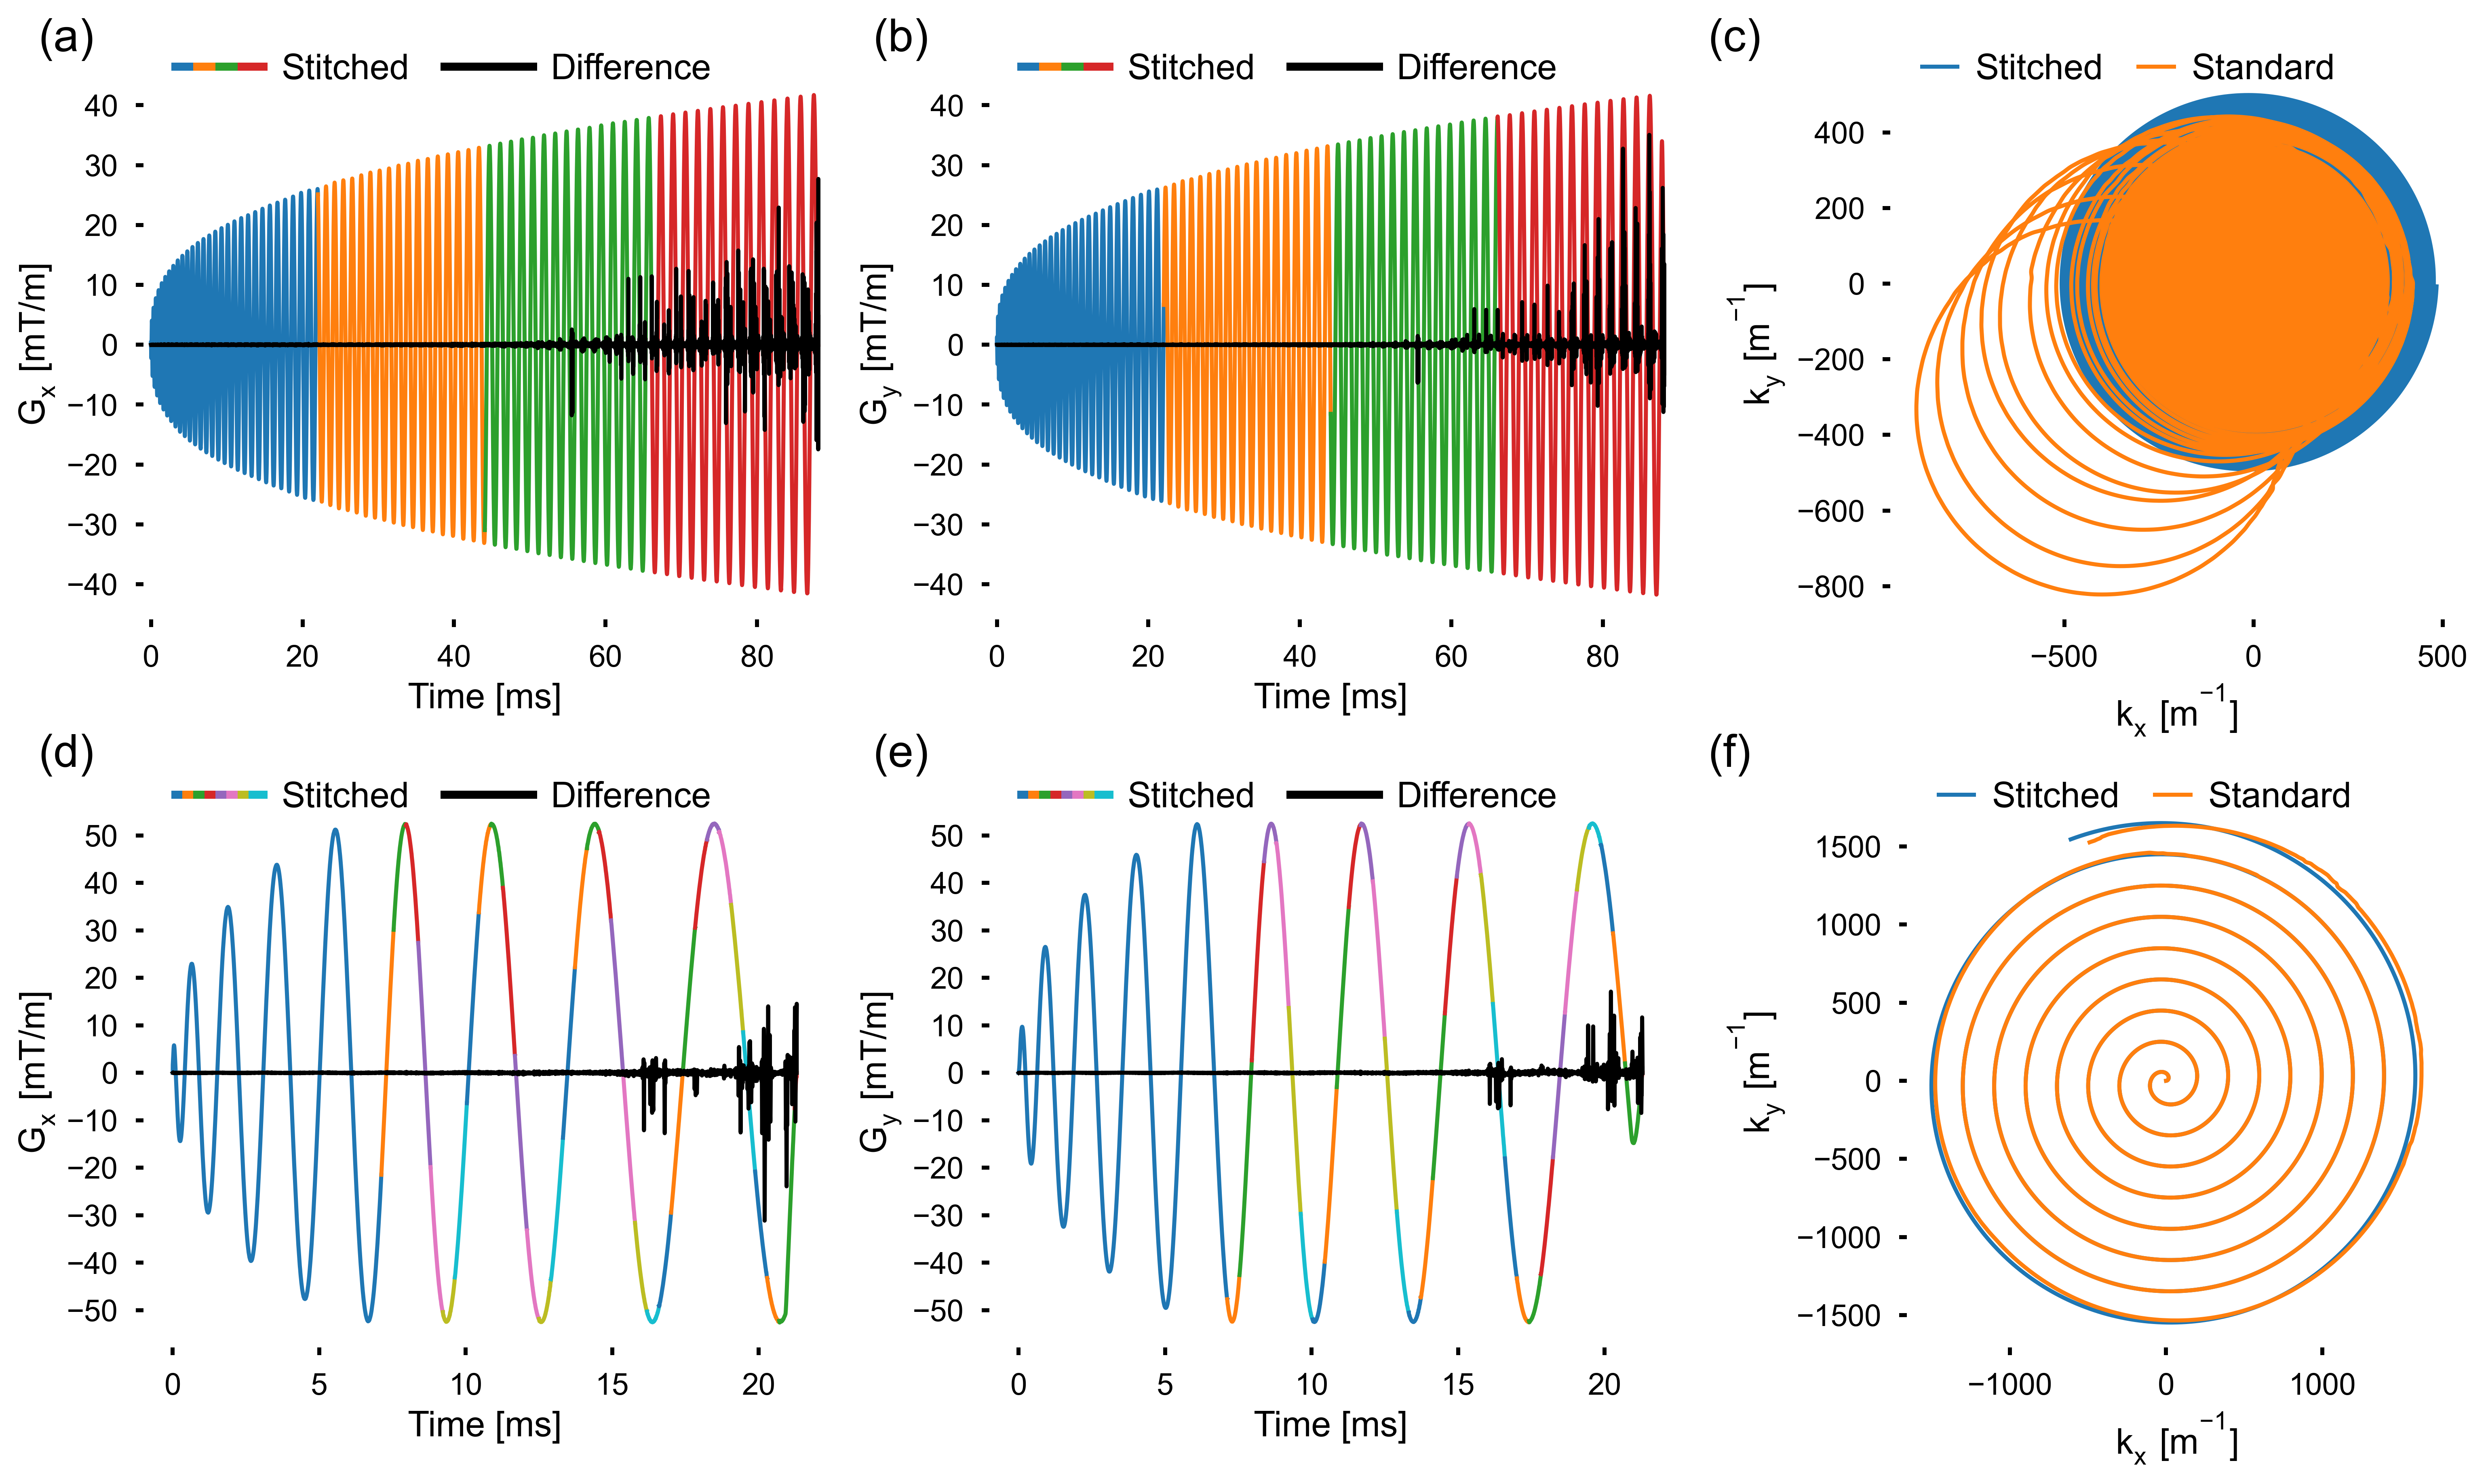 (a)
Stitched Difference
40
30
20
10
0
−10
−20
−30
−40
G_x [mT/m]
0 20 40 60 80
Time [ms]
(b)
Stitched Difference
40
30
20
10
0
−10
−20
−30
−40
G_y [mT/m]
0 20 40 60 80
Time [ms]
(c)
Stitched Standard
400
200
0
−200
−400
−600
−800
k_y [m⁻¹]
−500 0 500
k_x [m⁻¹]
(d)
Stitched Difference
50
40
30
20
10
0
−10
−20
−30
−40
−50
G_x [mT/m]
0 5 10 15 20
Time [ms]
(e)
Stitched Difference
50
40
30
20
10
0
−10
−20
−30
−40
−50
G_y [mT/m]
0 5 10 15 20
Time [ms]
(f)
Stitched Standard
1500
1000
500
0
−500
−1000
−1500
k_y [m⁻¹]
−1000 0 1000
k_x [m⁻¹]